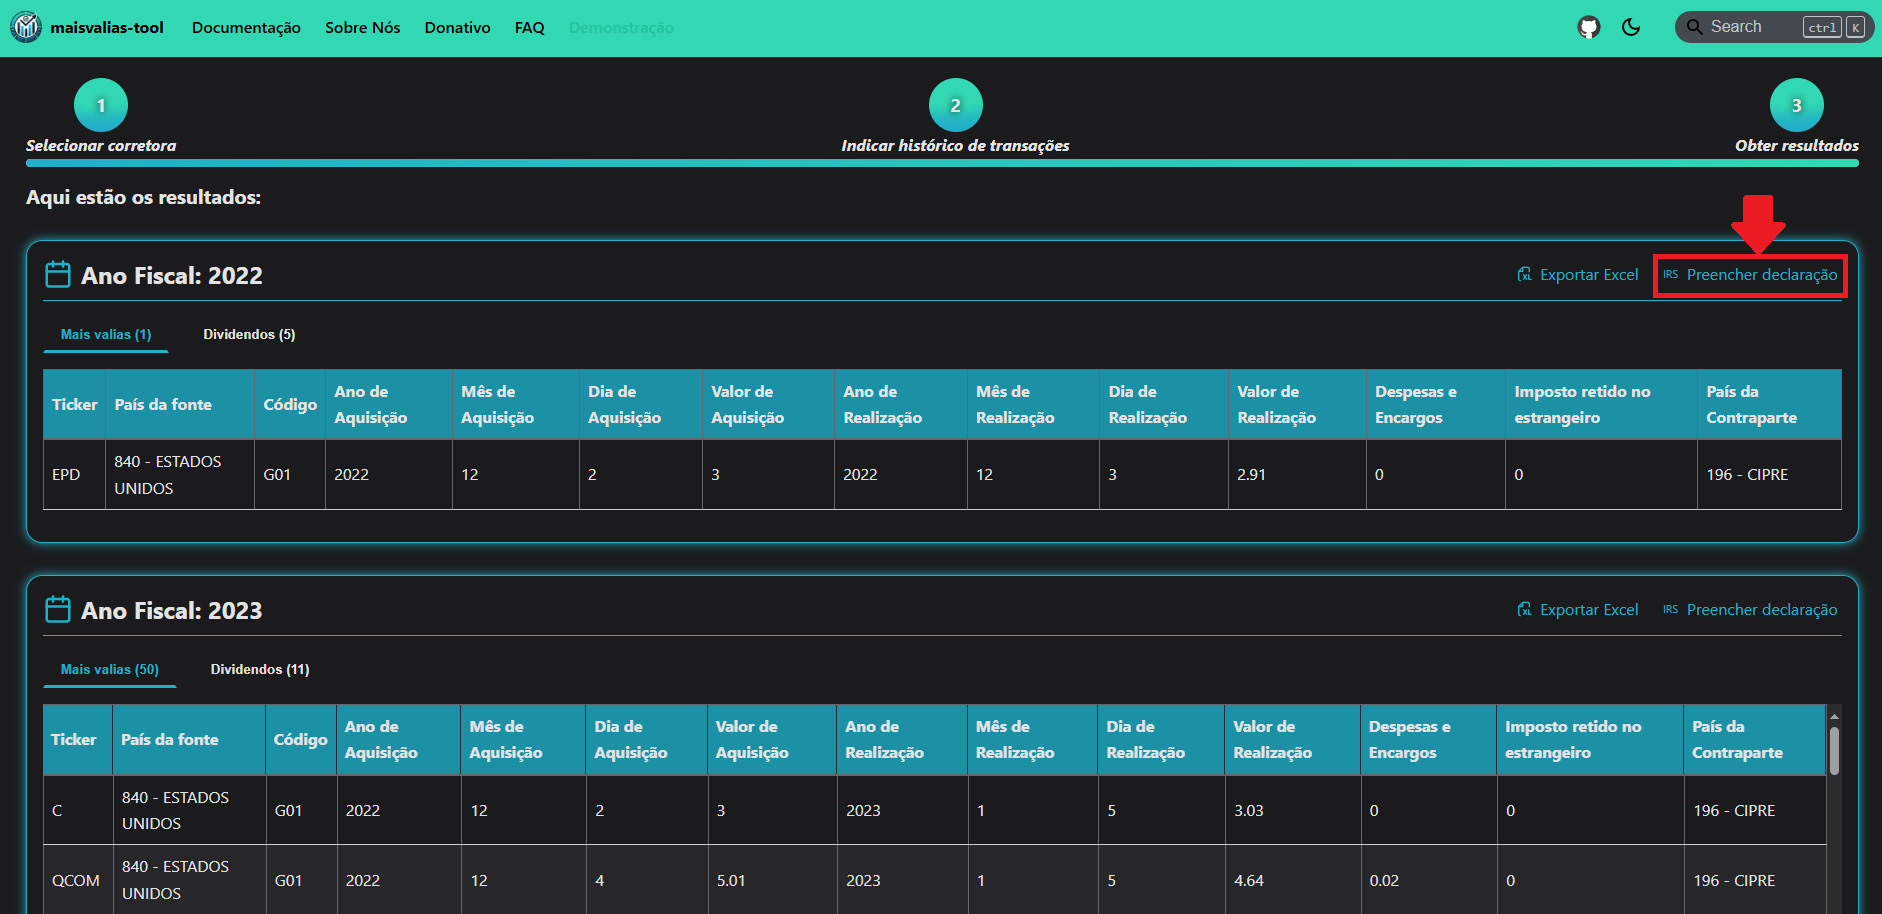 maisvalias-tool Documentação Sobre Nós Donativo FAQ Demonstração Search ctrl K
1 2 3
Selecionar corretora Indicar histórico de transações Obter resultados
Aqui estão os resultados:
Ano Fiscal: 2022 XL Exportar Excel IRS Preencher declaração
Mais valias (1) Dividendos (5)
Ticker País da fonte Código Ano de Aquisição Mês de Aquisição Dia de Aquisição Valor de Aquisição Ano de Realização Mês de Realização Dia de Realização Valor de Realização Despesas e Encargos Imposto retido no estrangeiro País da Contraparte
EPD 840 - ESTADOS UNIDOS G01 2022 12 2 3 2022 12 3 2.91 0 0 196 - CIPRE
Ano Fiscal: 2023 XL Exportar Excel IRS Preencher declaração
Mais valias (50) Dividendos (11)
Ticker País da fonte Código Ano de Aquisição Mês de Aquisição Dia de Aquisição Valor de Aquisição Ano de Realização Mês de Realização Dia de Realização Valor de Realização Despesas e Encargos Imposto retido no estrangeiro País da Contraparte
C 840 - ESTADOS UNIDOS G01 2022 12 2 3 2023 1 5 3.03 0 0 196 - CIPRE
QCOM 840 - ESTADOS UNIDOS G01 2022 12 4 5.01 2023 1 5 4.64 0.02 0 196 - CIPRE